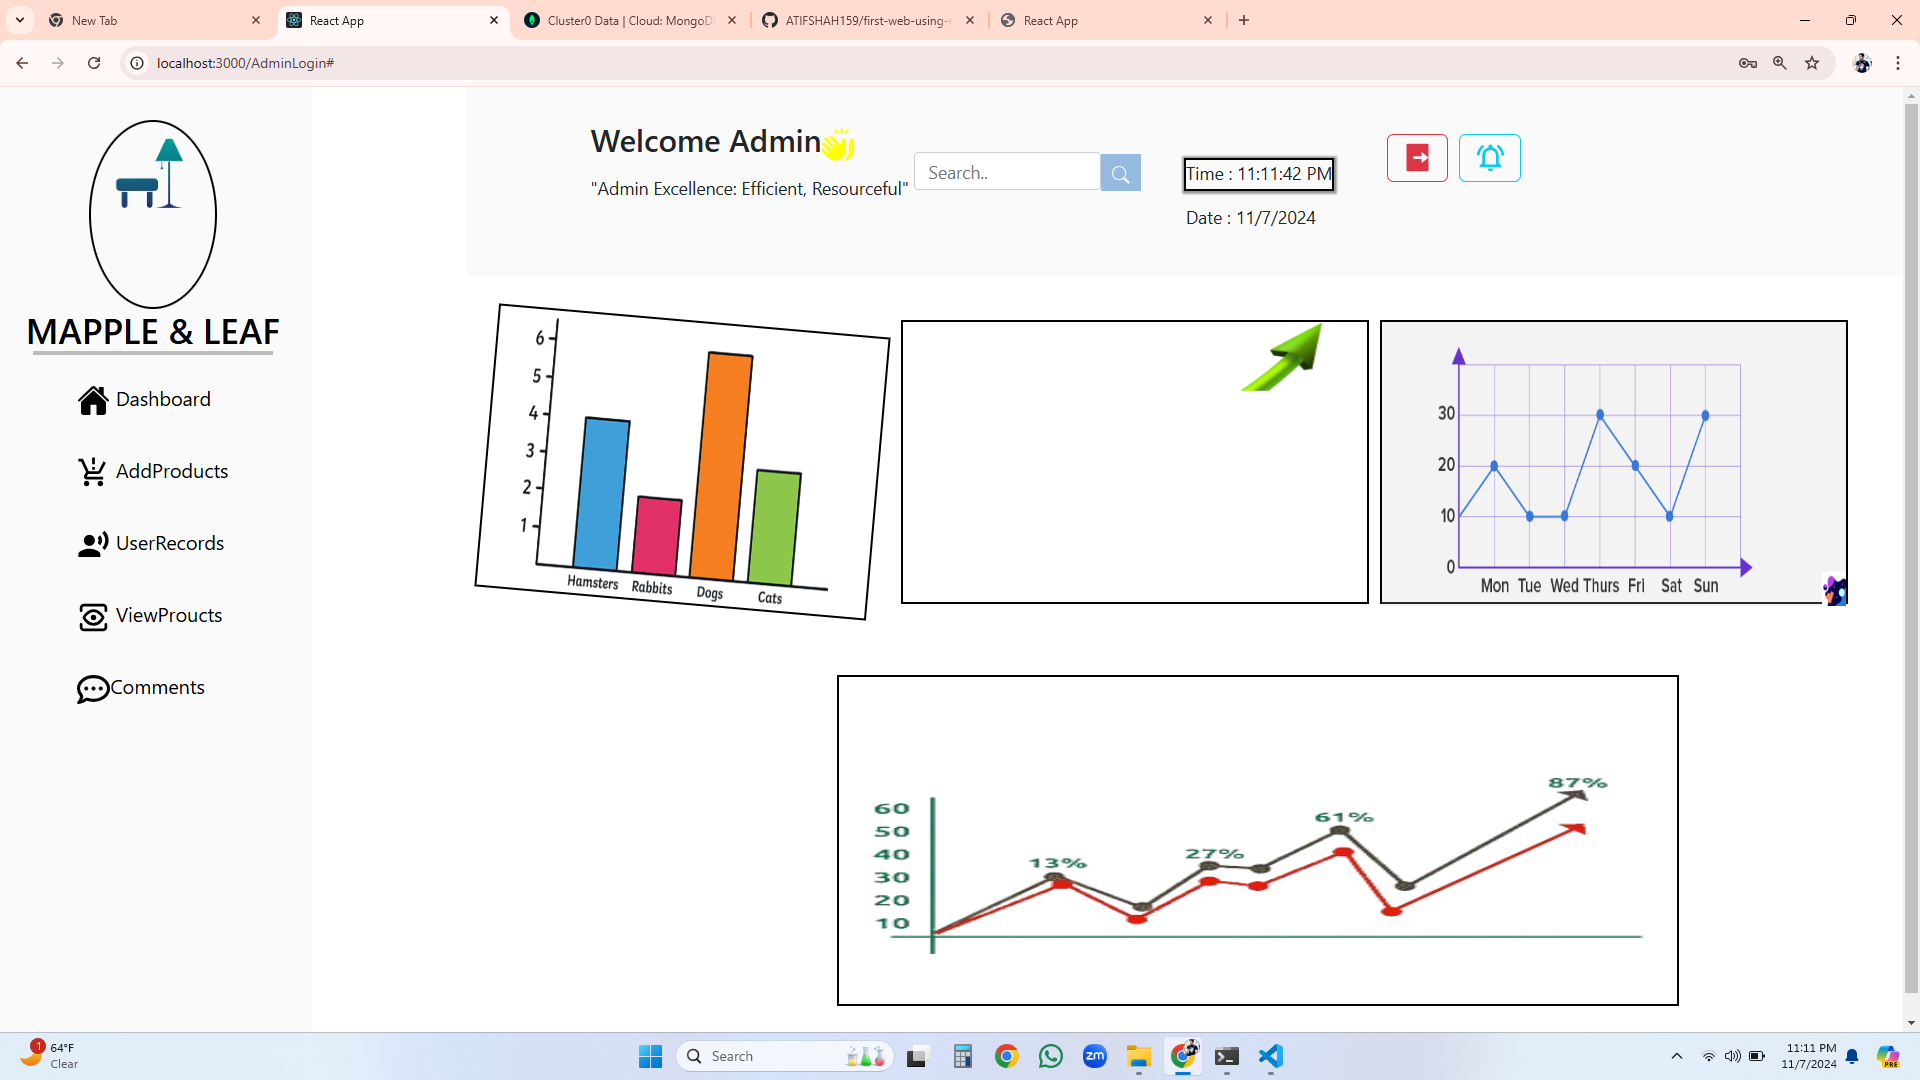 New Tab
React App
Cluster0 Data | Cloud: MongoD
ATIFSHAH159/first-web-using-
React App
localhost:3000/AdminLogin#
MAPPLE & LEAF
Dashboard
AddProducts
UserRecords
ViewProucts
Comments
Welcome Admin
"Admin Excellence: Efficient, Resourceful"
Search..
Time : 11:11:42 PM
Date : 11/7/2024
6
5
4
3
2
1
Hamsters Rabbits Dogs Cats
30
20
10
0
Mon Tue Wed Thurs Fri Sat Sun
60
50
40
30
20
10
13%
27%
61%
87%
1
64°F
Clear
Search
zm
PRE
11:11 PM
11/7/2024